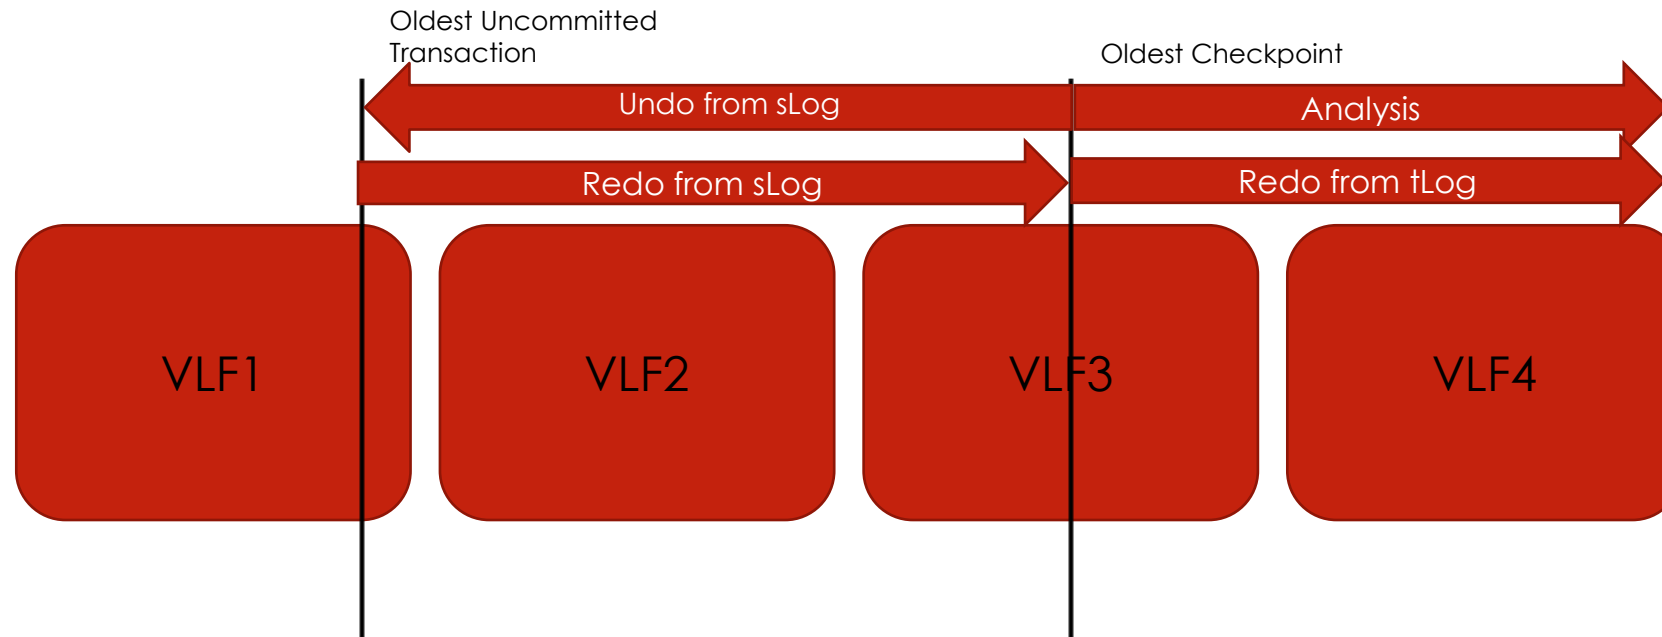 Oldest Uncommitted
Transaction
Oldest Checkpoint
Undo from sLog
Analysis
Redo from sLog
Redo from tLog
VLF1
VLF2
VLF3
VLF4